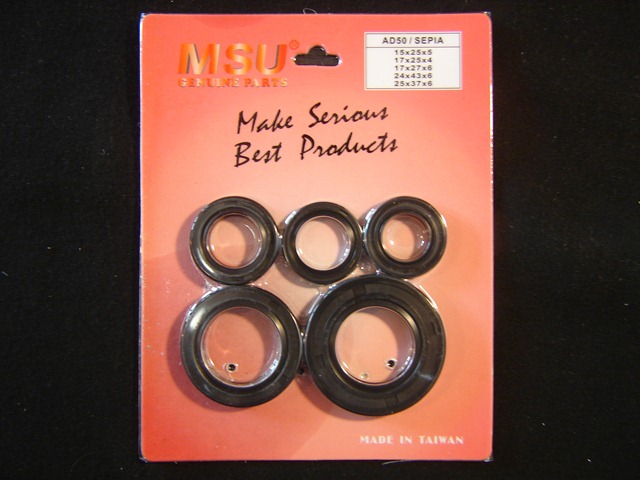 MSU®
GENUINE PARTS
AD50 / SEPIA
15x25x5
17x25x4
17x27x6
24x43x6
25x37x6
Make Serious
Best Products
MADE IN TAIWAN